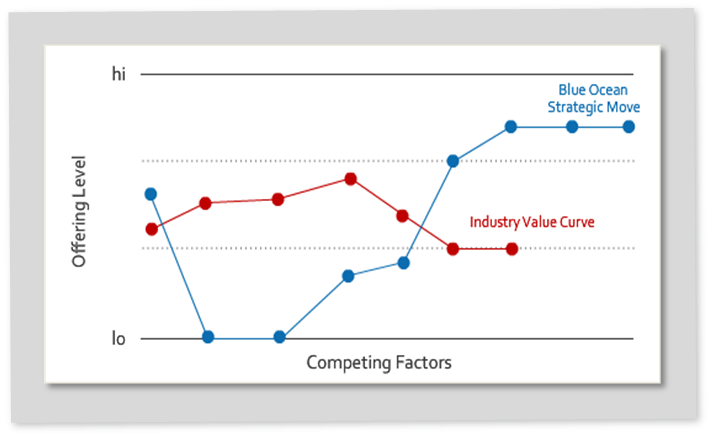 hi
Blue Ocean
Strategic Move
Offering Level
Industry Value Curve
lo
Competing Factors